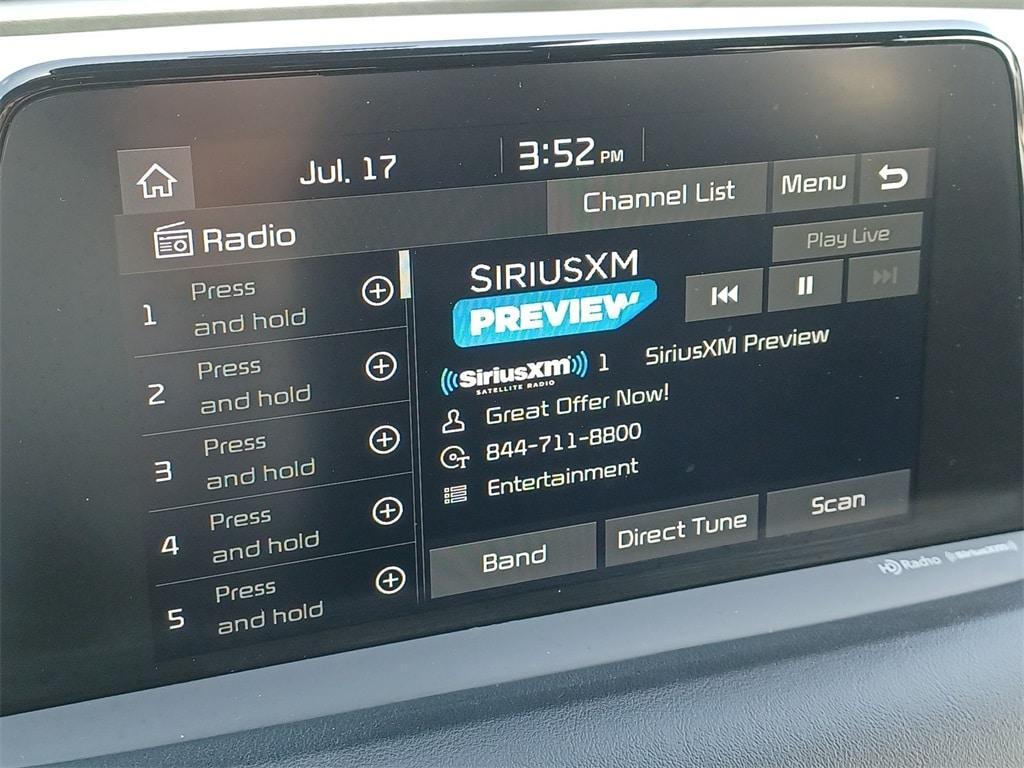 Jul. 17
3:52 PM
Channel List
Menu
Radio
Play Live
1 Press
and hold
2 Press
and hold
3 Press
and hold
4 Press
and hold
5 Press
and hold
SIRIUSXM
PREVIEW
SiriusXM 1 SiriusXM Preview
SATELLITE RADIO
Great Offer Now!
844-711-8800
Entertainment
Band
Direct Tune
Scan
HD Radio SiriusXM